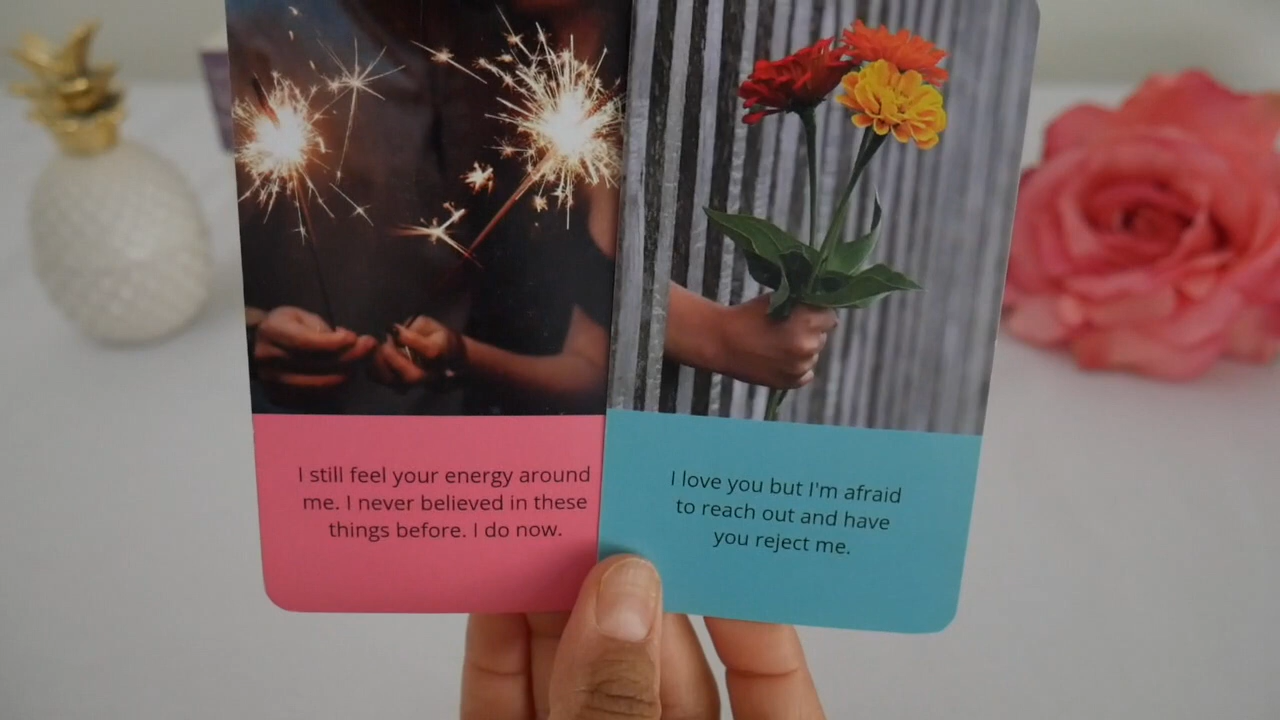 I still feel your energy around
me. I never believed in these
things before. I do now.
I love you but I'm afraid
to reach out and have
you reject me.